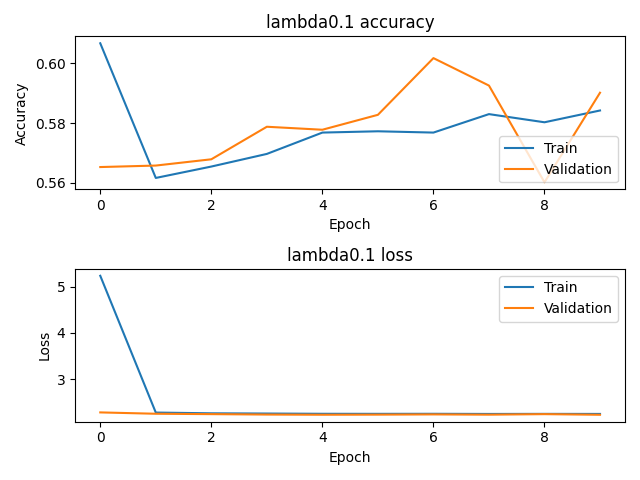 lambda0.1 accuracy
Accuracy
0.60
0.58
0.56
Train
Validation
0 2 4 6 8
Epoch
lambda0.1 loss
Loss
5
4
3
Train
Validation
0 2 4 6 8
Epoch